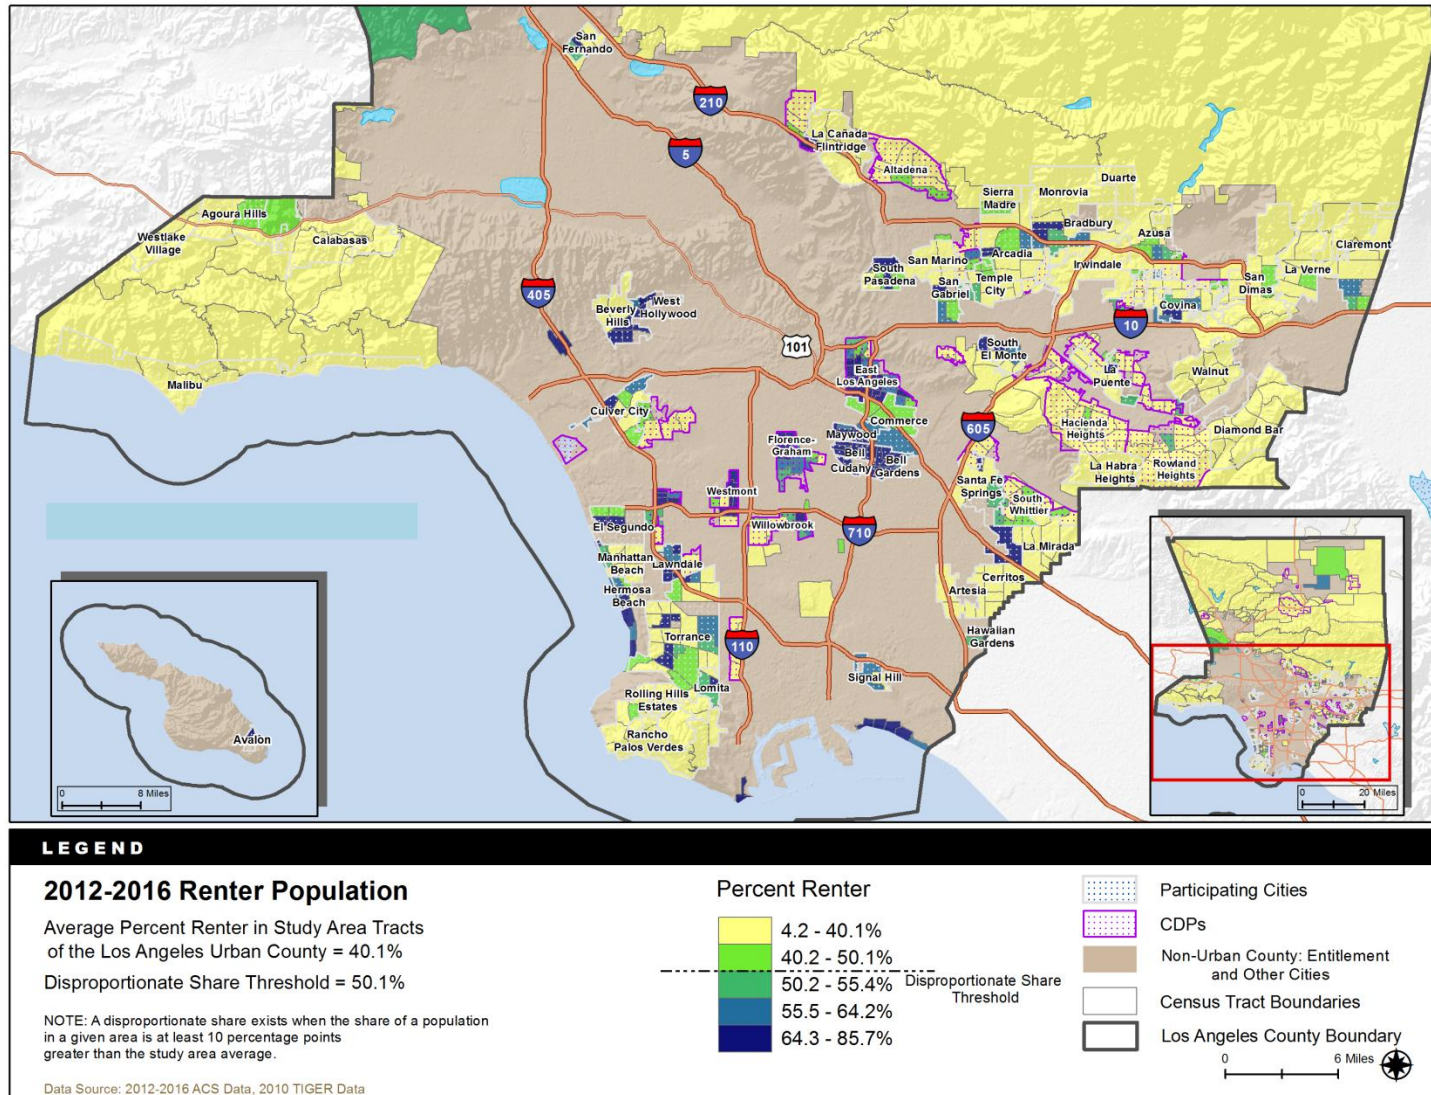 San
Fernando
210
5
La Cañada
Flintridge
Altadena
Duarte
Monrovia
Sierra
Madre
Bradbury
Azusa
Claremont
Agoura Hills
Westlake
Village
Calabasas
San Marino
Arcadia
Irwindale
La Verne
San
Dimas
South
Pasadena
San
Gabriel
Temple
City
Covina
405
West
Hollywood
Beverly
Hills
10
101
South
El Monte
La
Puente
Walnut
Malibu
East
Los Angeles
Culver City
Commerce
605
Hacienda
Heights
Diamond Bar
Florence-
Graham
Maywood
Bell
Cudahy
Bell
Gardens
La Habra
Heights
Rowland
Heights
Santa Fe
Springs
South
Whittier
Westmont
El Segundo
Willowbrook
710
La Mirada
Manhattan
Beach
Lawndale
Hermosa
Beach
Cerritos
Artesia
Hawaiian
Gardens
Torrance
110
Signal Hill
Lomita
Rolling Hills
Estates
Rancho
Palos Verdes
Avalon
0 8 Miles
0 20 Miles
LEGEND
2012-2016 Renter Population
Average Percent Renter in Study Area Tracts
of the Los Angeles Urban County = 40.1%
Disproportionate Share Threshold = 50.1%
NOTE: A disproportionate share exists when the share of a population
in a given area is at least 10 percentage points
greater than the study area average.
Data Source: 2012-2016 ACS Data, 2010 TIGER Data
Percent Renter
4.2 - 40.1%
40.2 - 50.1%
50.2 - 55.4%
55.5 - 64.2%
64.3 - 85.7%
Disproportionate Share
Threshold
Participating Cities
CDPs
Non-Urban County: Entitlement
and Other Cities
Census Tract Boundaries
Los Angeles County Boundary
0 6 Miles